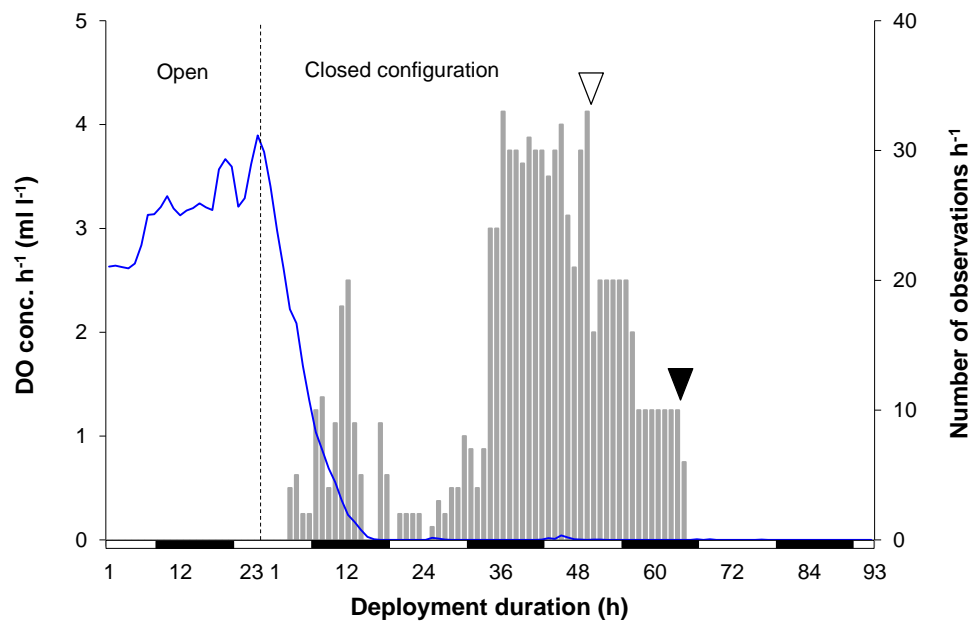 Open
Closed configuration
DO conc. h⁻¹ (ml l⁻¹)
5
4
3
2
1
0
Number of observations h⁻¹
40
30
20
10
0
1 12 23 1 12 24 36 48 60 72 84 93
Deployment duration (h)